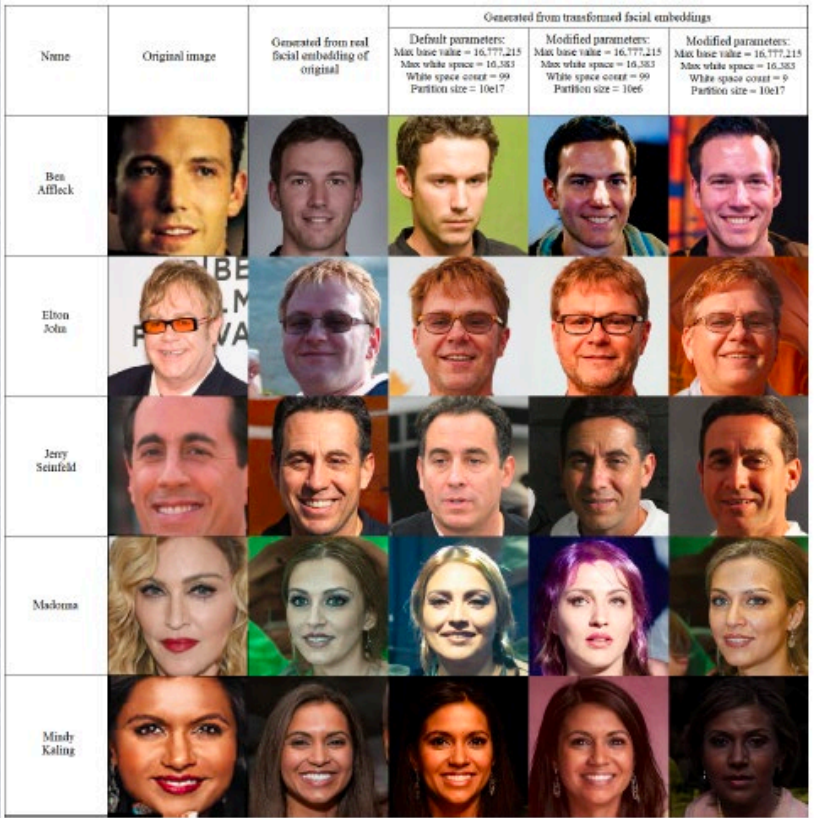 Generated from transformed facial embeddings
Name
Original image
Generated from real
facial embedding of
original
Default parameters:
Max base value = 16,777,215
Max white space = 16,383
White space count = 99
Partition size = 10e17
Modified parameters:
Max base value = 16,777,215
Max white space = 16,383
White space count = 99
Partition size = 10e6
Modified parameters:
Max base value = 16,777,215
Max white space = 16,383
White space count = 9
Partition size = 10e17
Ben
Affleck
Elton
John
Jerry
Seinfeld
Madonna
Mindy
Kaling